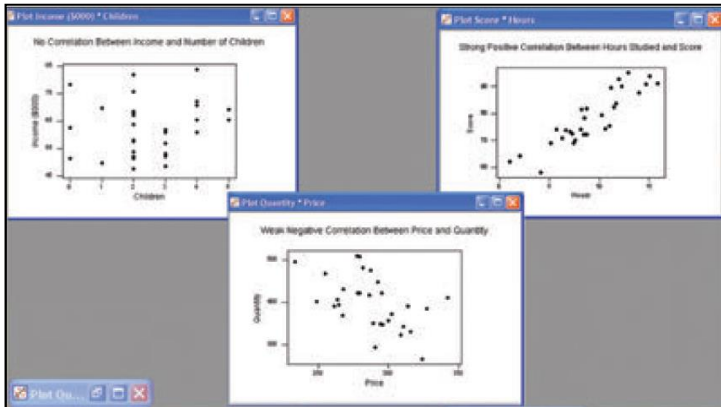 Plot Income ($000) * Children
No Correlation Between Income and Number of Children
Income ($000)
Children
Plot Score * Hours
Strong Positive Correlation Between Hours Studied and Score
Score
Hours
Plot Quantity * Price
Weak Negative Correlation Between Price and Quantity
Quantity
Price
Plot Qu...